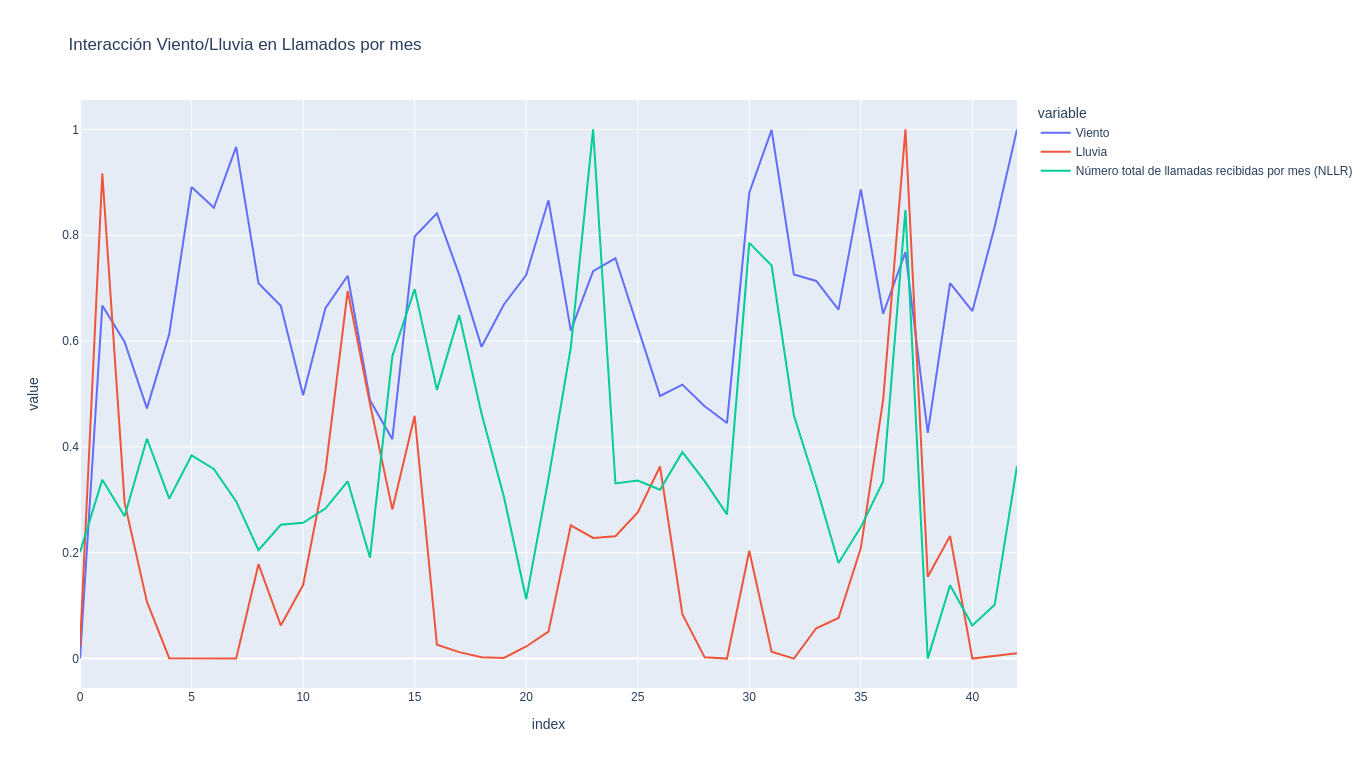 Interacción Viento/Lluvia en Llamados por mes
variable
Viento
Lluvia
Número total de llamadas recibidas por mes (NLLR)
value
1
0.8
0.6
0.4
0.2
0
0 5 10 15 20 25 30 35 40
index